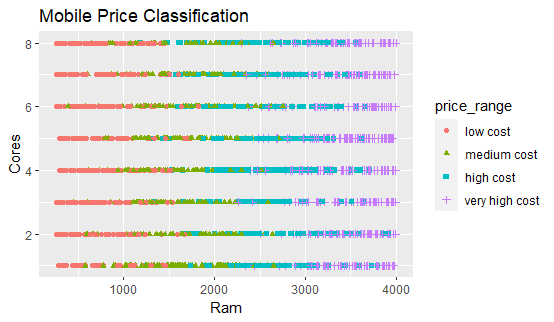 Mobile Price Classification
8
6
4
2
Cores
1000
2000
3000
4000
Ram
price_range
low cost
medium cost
high cost
very high cost